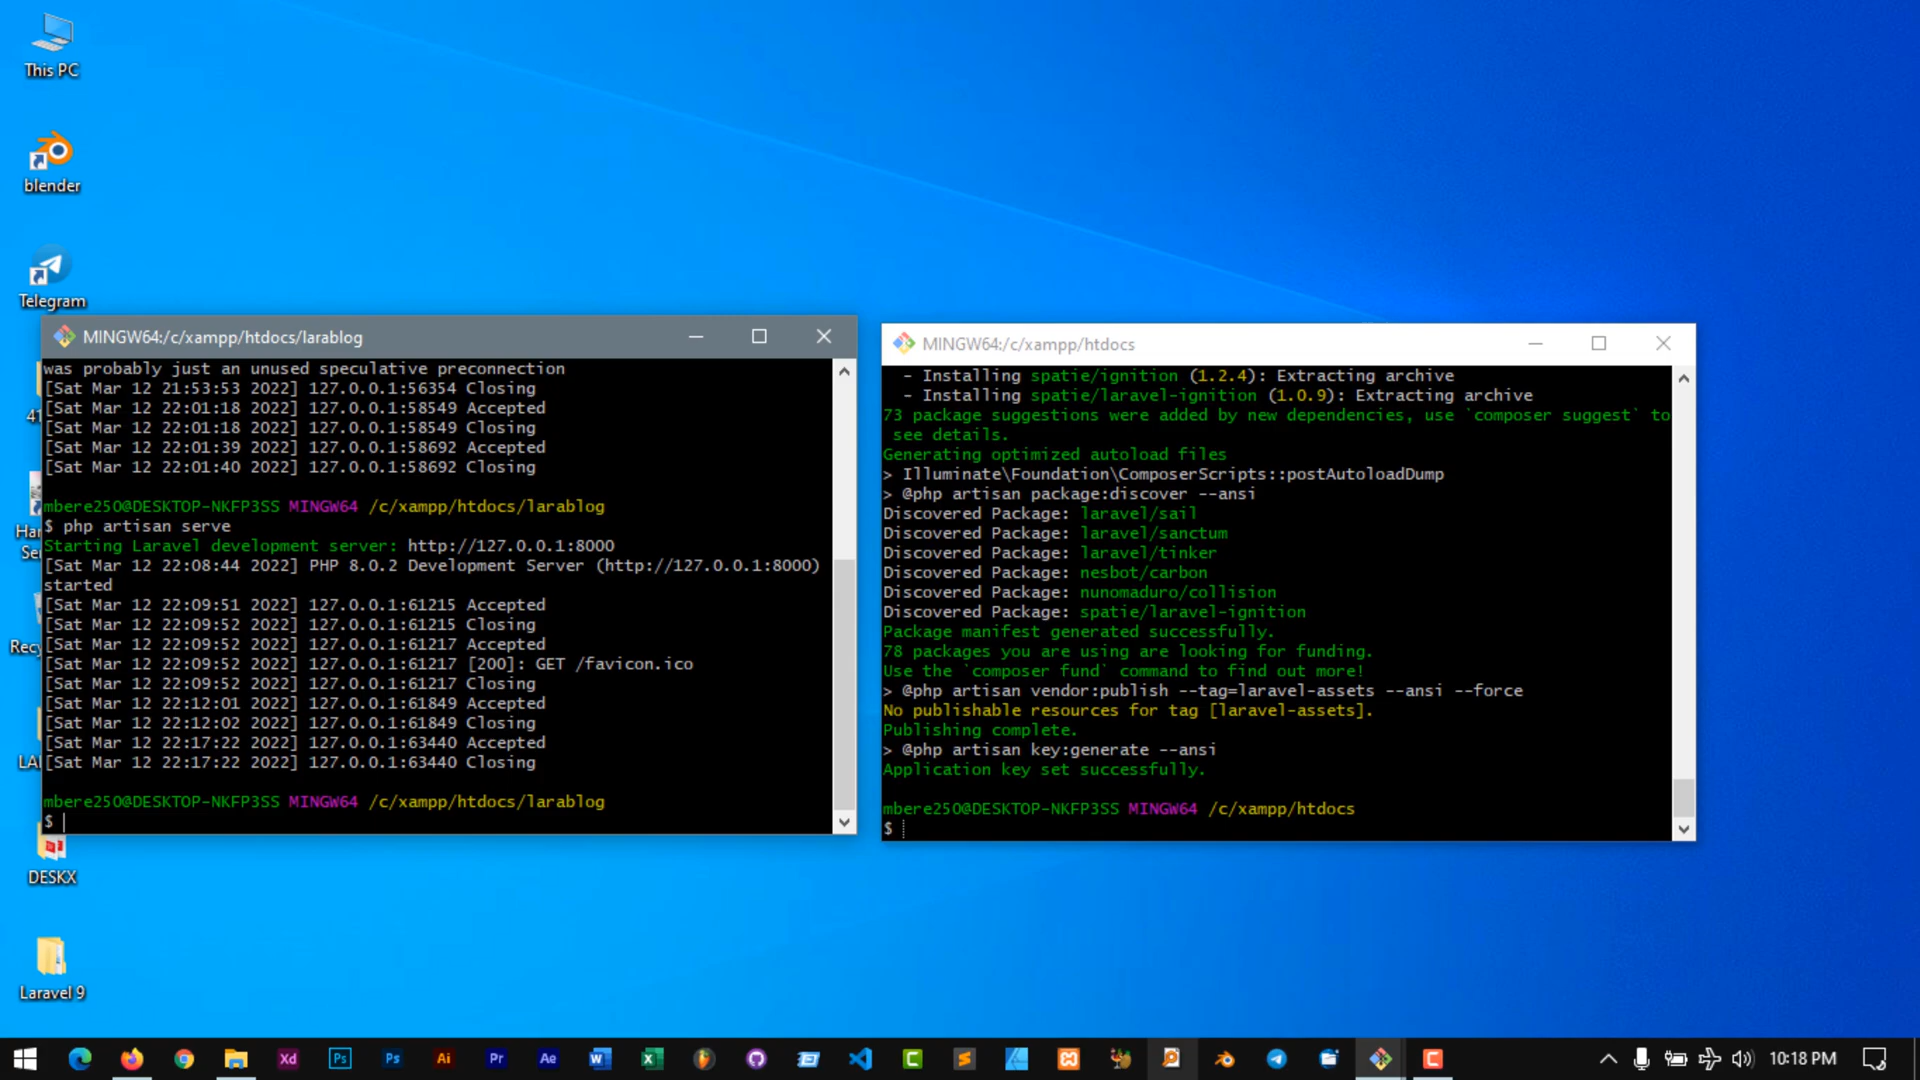 This PC
blender
Telegram
MINGW64:/c/xampp/htdocs/larablog
was probably just an unused speculative preconnection
[Sat Mar 12 21:53:53 2022] 127.0.0.1:56354 Closing
[Sat Mar 12 22:01:18 2022] 127.0.0.1:58549 Accepted
[Sat Mar 12 22:01:18 2022] 127.0.0.1:58549 Closing
[Sat Mar 12 22:01:39 2022] 127.0.0.1:58692 Accepted
[Sat Mar 12 22:01:40 2022] 127.0.0.1:58692 Closing
mbere250@DESKTOP-NKFP3SS MINGW64 /c/xampp/htdocs/larablog
$ php artisan serve
Starting Laravel development server: http://127.0.0.1:8000
[Sat Mar 12 22:08:44 2022] PHP 8.0.2 Development Server (http://127.0.0.1:8000)
started
[Sat Mar 12 22:09:51 2022] 127.0.0.1:61215 Accepted
[Sat Mar 12 22:09:52 2022] 127.0.0.1:61215 Closing
[Sat Mar 12 22:09:52 2022] 127.0.0.1:61217 Accepted
[Sat Mar 12 22:09:52 2022] 127.0.0.1:61217 [200]: GET /favicon.ico
[Sat Mar 12 22:09:52 2022] 127.0.0.1:61217 Closing
[Sat Mar 12 22:12:01 2022] 127.0.0.1:61849 Accepted
[Sat Mar 12 22:12:02 2022] 127.0.0.1:61849 Closing
[Sat Mar 12 22:17:22 2022] 127.0.0.1:63440 Accepted
[Sat Mar 12 22:17:22 2022] 127.0.0.1:63440 Closing
mbere250@DESKTOP-NKFP3SS MINGW64 /c/xampp/htdocs/larablog
$
MINGW64:/c/xampp/htdocs
- Installing spatie/ignition (1.2.4): Extracting archive
- Installing spatie/laravel-ignition (1.0.9): Extracting archive
73 package suggestions were added by new dependencies, use `composer suggest` to
see details.
Generating optimized autoload files
> Illuminate\Foundation\ComposerScripts::postAutoloadDump
> @php artisan package:discover --ansi
Discovered Package: laravel/sail
Discovered Package: laravel/sanctum
Discovered Package: laravel/tinker
Discovered Package: nesbot/carbon
Discovered Package: nunomaduro/collision
Discovered Package: spatie/laravel-ignition
Package manifest generated successfully.
78 packages you are using are looking for funding.
Use the `composer fund` command to find out more!
> @php artisan vendor:publish --tag=laravel-assets --ansi --force
No publishable resources for tag [laravel-assets].
Publishing complete.
> @php artisan key:generate --ansi
Application key set successfully.
mbere250@DESKTOP-NKFP3SS MINGW64 /c/xampp/htdocs
$
DESKX
Laravel 9
Xd
Ps
Ps
Ai
Pr
Ae
10:18 PM